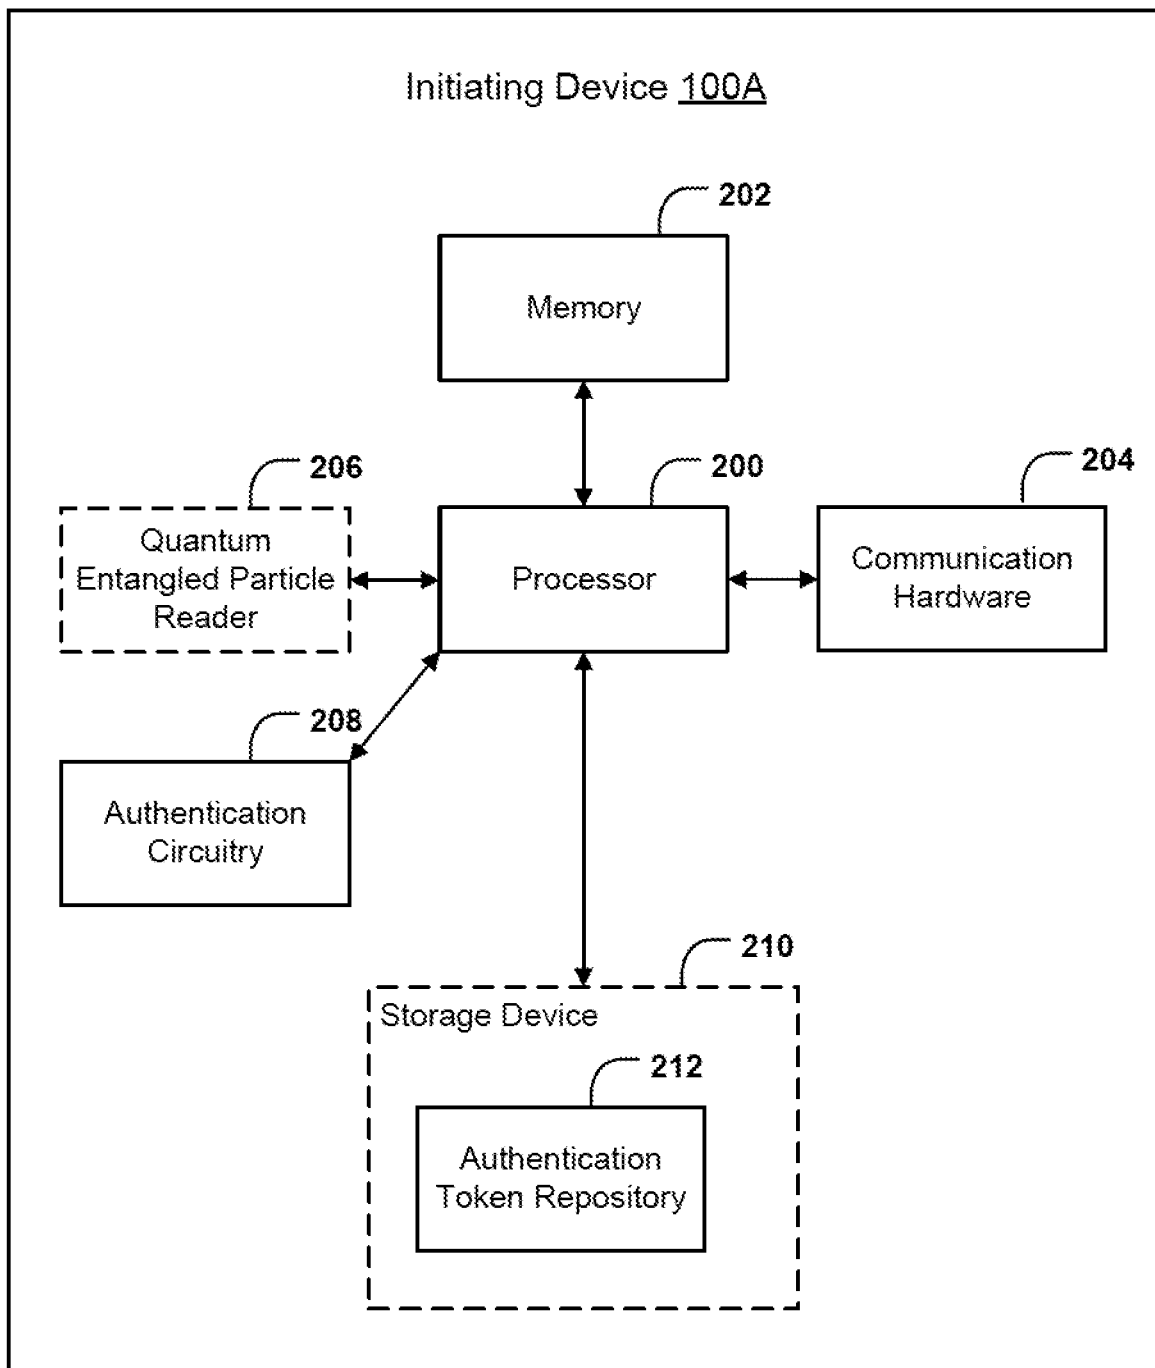 Initiating Device 100A
202
Memory
206
200
204
Quantum
Entangled Particle
Reader
Processor
Communication
Hardware
208
Authentication
Circuitry
210
Storage Device
212
Authentication
Token Repository